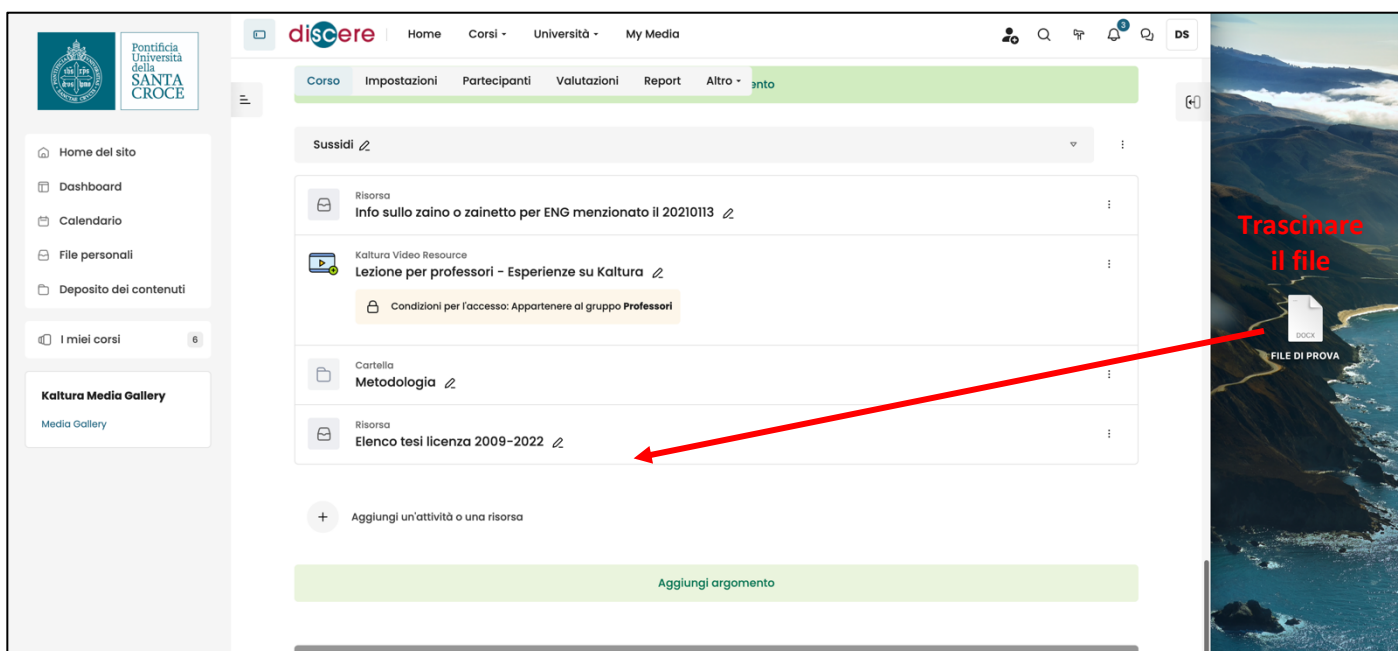 Pontificia
Università
della
SANTA
CROCE
discere
Home
Corsi
Università
My Media
3
DS
Corso
Impostazioni
Partecipanti
Valutazioni
Report
Altro
ento
Home del sito
Dashboard
Calendario
File personali
Deposito dei contenuti
I miei corsi
6
Kaltura Media Gallery
Media Gallery
Sussidi
Risorsa
Info sullo zaino o zainetto per ENG menzionato il 20210113
Kaltura Video Resource
Lezione per professori - Esperienze su Kaltura
Condizioni per l'accesso: Appartenere al gruppo Professori
Cartella
Metodologia
Risorsa
Elenco tesi licenza 2009-2022
+ Aggiungi un'attività o una risorsa
Aggiungi argomento
Trascinare
il file
DOCX
FILE DI PROVA